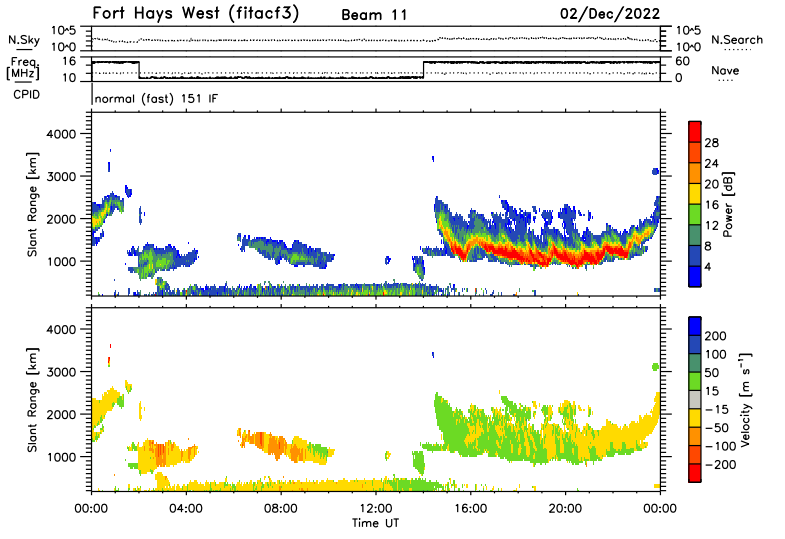 Fort Hays West (fitacf3) Beam 11 02/Dec/2022
N.Sky 10^5 10^0 10^5 10^0 N.Search
Freq. [MHz] 16 10 60 0 Nave
CPID normal (fast) 151 IF
Slant Range [km] 4000 3000 2000 1000
Power [dB] 28 24 20 16 12 8 4
Slant Range [km] 4000 3000 2000 1000
Velocity [m s^-1] 200 100 50 15 -15 -50 -100 -200
00:00 04:00 08:00 12:00 16:00 20:00 00:00
Time UT